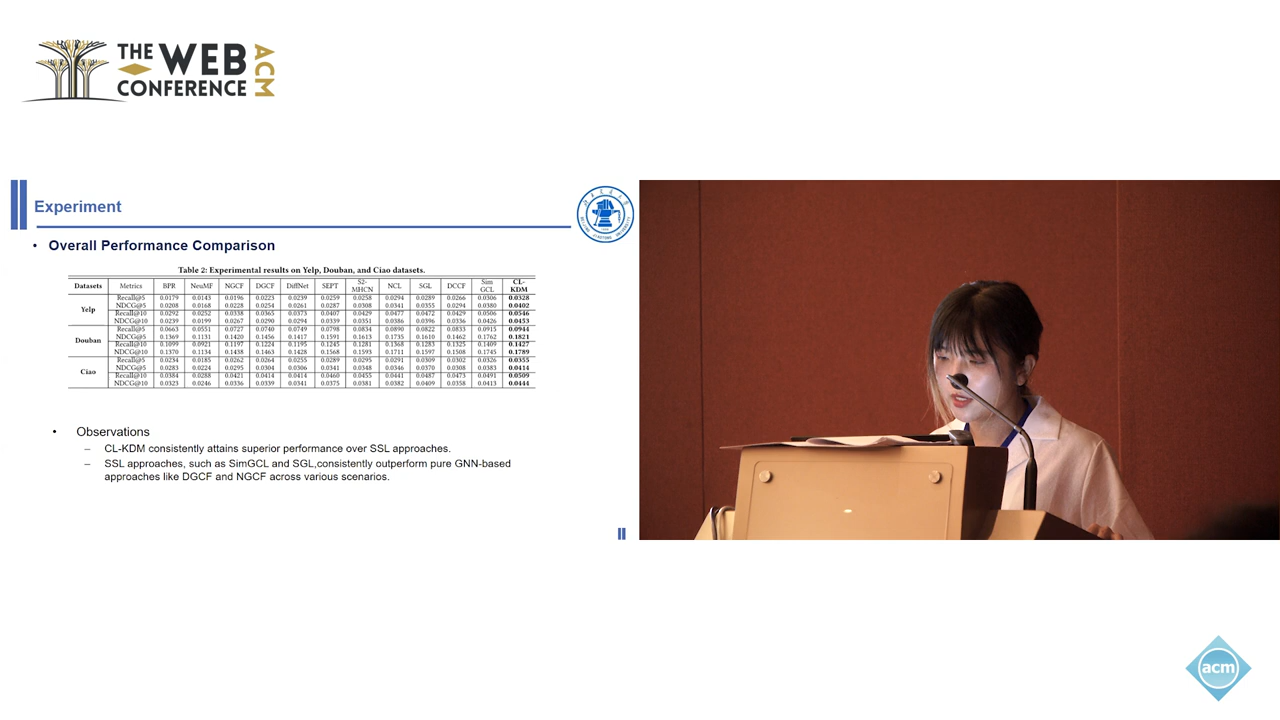 THE WEB
CONFERENCE
ACM
Experiment
• Overall Performance Comparison
Table 2: Experimental results on Yelp, Douban, and Ciao datasets.
Datasets Metrics BPR NeuMF NGCF DGCF DiffNet SEPT S2-MHCN NCL SGL DCCF Sim GCL CL-KDM
Yelp Recall@5 0.0179 0.0143 0.0196 0.0223 0.0239 0.0259 0.0258 0.0294 0.0289 0.0266 0.0306 0.0328
NDCG@5 0.0208 0.0168 0.0228 0.0254 0.0261 0.0287 0.0308 0.0341 0.0355 0.0294 0.0380 0.0402
Recall@10 0.0292 0.0252 0.0338 0.0365 0.0373 0.0407 0.0429 0.0477 0.0472 0.0429 0.0506 0.0546
NDCG@10 0.0239 0.0199 0.0267 0.0290 0.0294 0.0339 0.0351 0.0386 0.0396 0.0336 0.0426 0.0453
Douban Recall@5 0.0663 0.0551 0.0727 0.0740 0.0749 0.0798 0.0834 0.0890 0.0822 0.0833 0.0915 0.0944
NDCG@5 0.1369 0.1131 0.1420 0.1456 0.1417 0.1591 0.1613 0.1735 0.1610 0.1462 0.1762 0.1821
Recall@10 0.1099 0.0921 0.1197 0.1224 0.1195 0.1245 0.1281 0.1368 0.1283 0.1325 0.1409 0.1427
NDCG@10 0.1370 0.1134 0.1438 0.1463 0.1428 0.1568 0.1593 0.1711 0.1597 0.1508 0.1745 0.1789
Ciao Recall@5 0.0234 0.0185 0.0262 0.0264 0.0255 0.0289 0.0295 0.0291 0.0309 0.0302 0.0326 0.0355
NDCG@5 0.0283 0.0224 0.0295 0.0304 0.0306 0.0341 0.0348 0.0346 0.0370 0.0308 0.0383 0.0414
Recall@10 0.0384 0.0288 0.0421 0.0414 0.0414 0.0460 0.0455 0.0441 0.0487 0.0473 0.0491 0.0509
NDCG@10 0.0323 0.0246 0.0336 0.0339 0.0341 0.0375 0.0381 0.0382 0.0409 0.0358 0.0413 0.0444
• Observations
– CL-KDM consistently attains superior performance over SSL approaches.
– SSL approaches, such as SimGCL and SGL,consistently outperform pure GNN-based
approaches like DGCF and NGCF across various scenarios.
acm